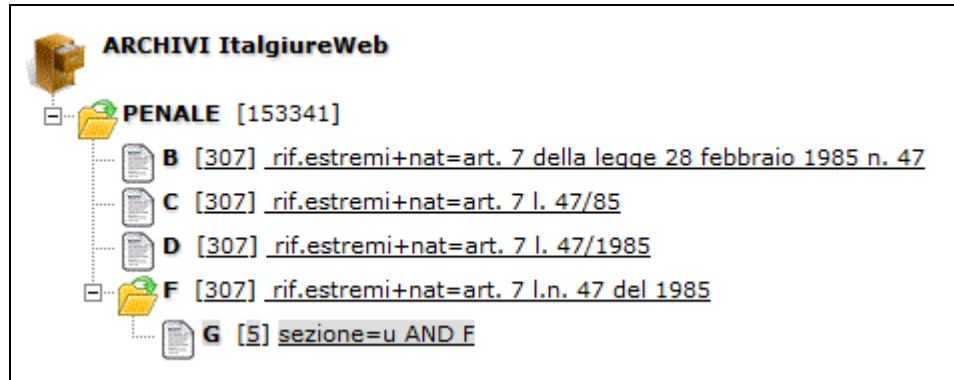 ARCHIVI ItalgiureWeb
PENALE [153341]
B [307] rif.estremi+nat=art. 7 della legge 28 febbraio 1985 n. 47
C [307] rif.estremi+nat=art. 7 l. 47/85
D [307] rif.estremi+nat=art. 7 l. 47/1985
F [307] rif.estremi+nat=art. 7 l.n. 47 del 1985
G [5] sezione=u AND F